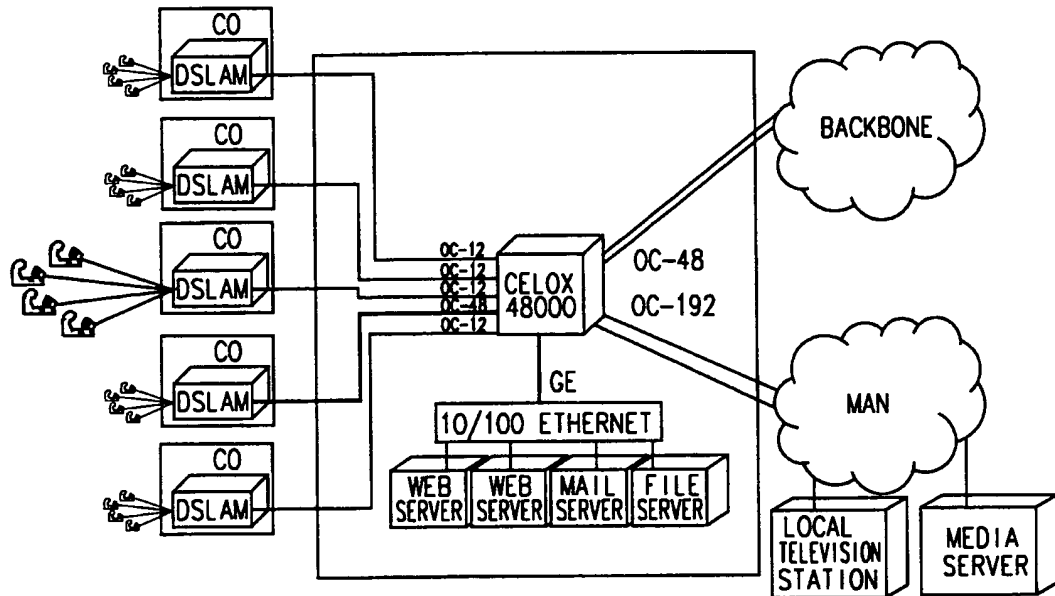 CO
DSLAM
CO
DSLAM
CO
DSLAM
CO
DSLAM
CO
DSLAM
OC-12
OC-12
OC-12
OC-48
OC-12
CELOX
48000
OC-48
OC-192
BACKBONE
MAN
GE
10/100 ETHERNET
WEB
SERVER
WEB
SERVER
MAIL
SERVER
FILE
SERVER
LOCAL
TELEVISION
STATION
MEDIA
SERVER